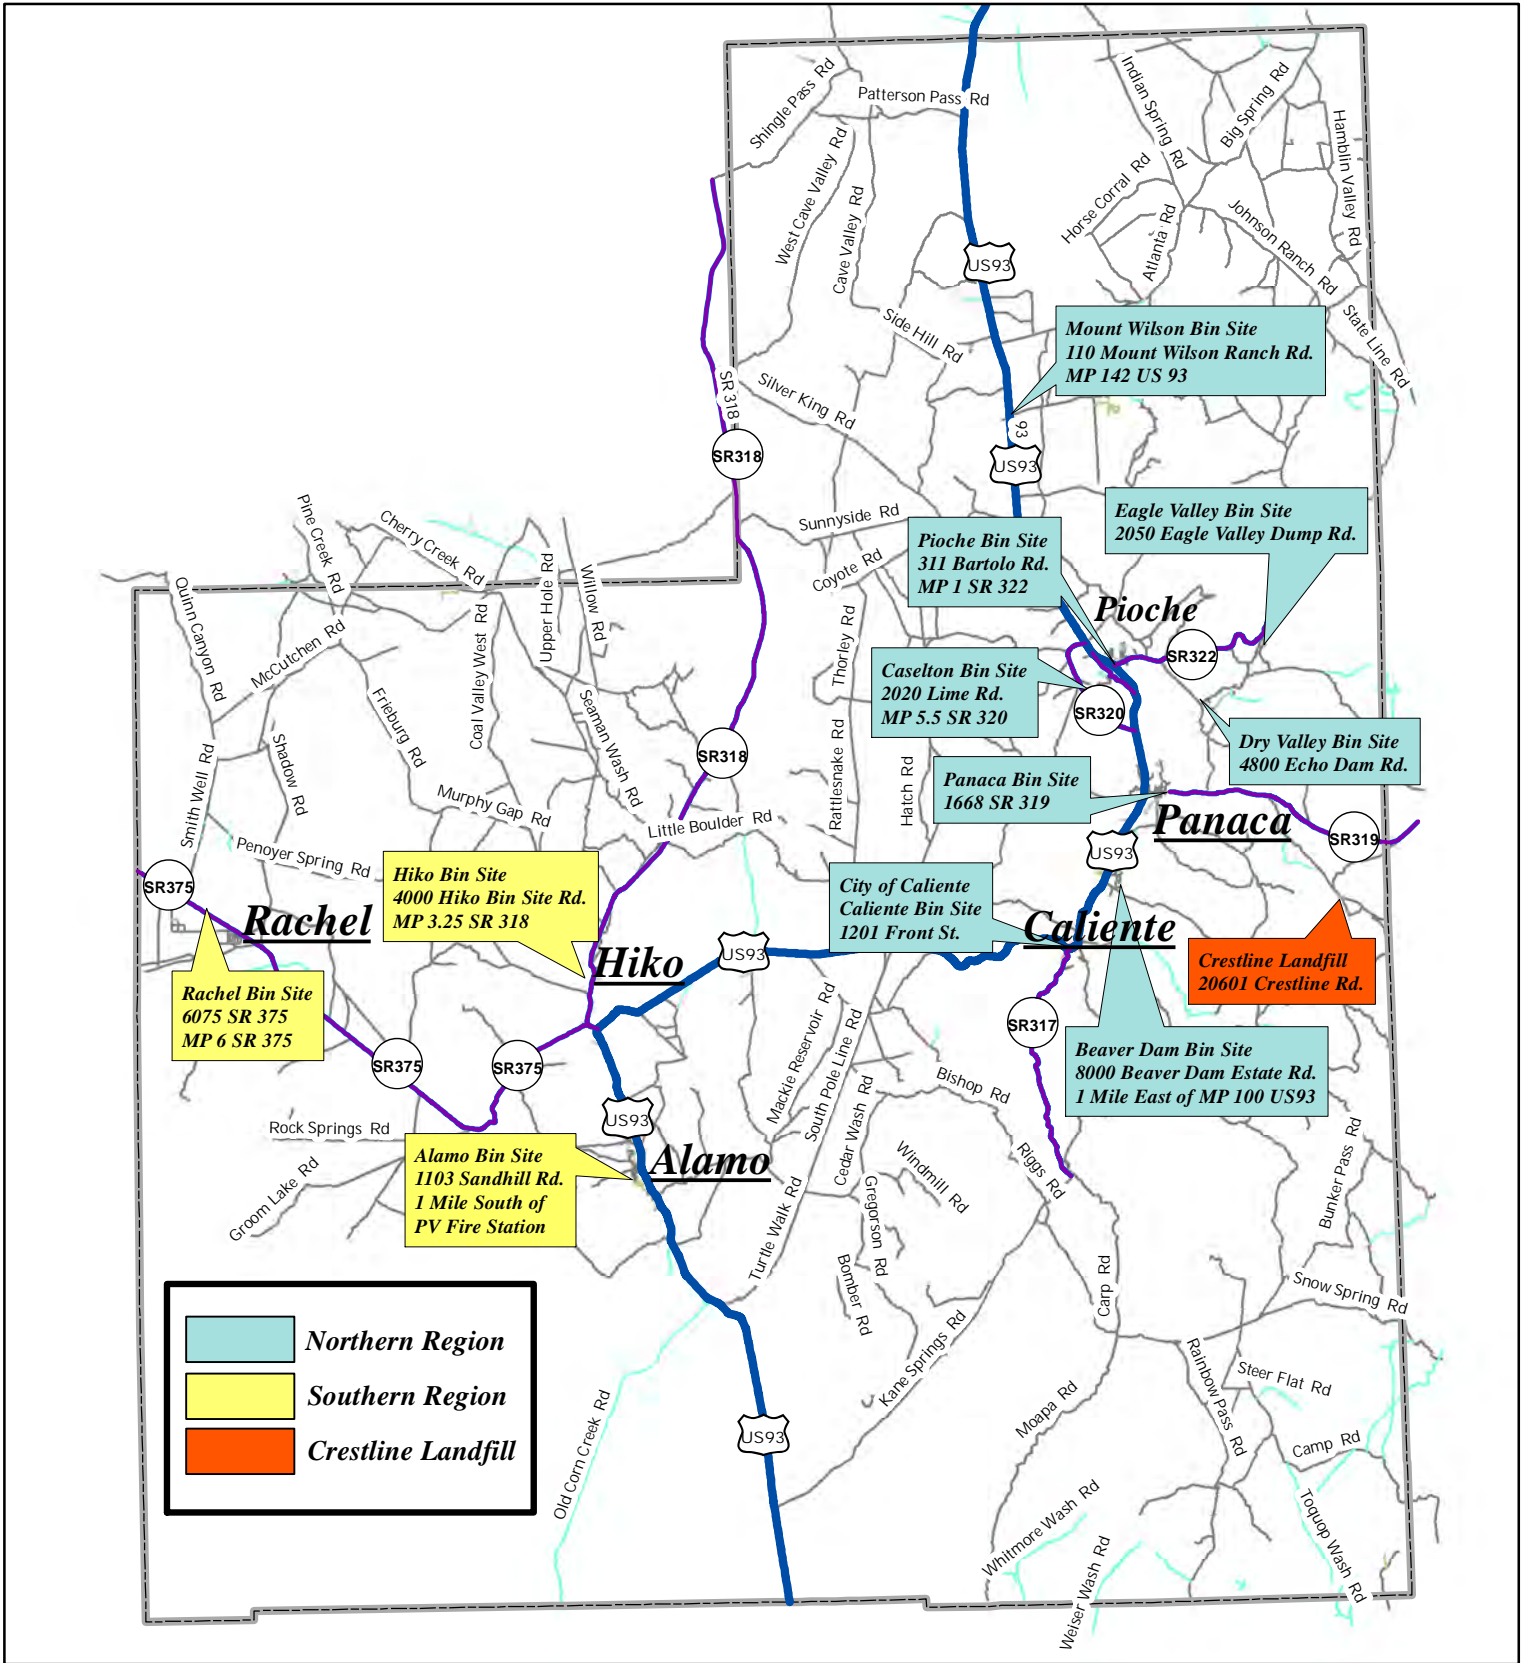 Shingle Pass Rd
Patterson Pass Rd
Indian Spring Rd
Big Spring Rd
Hamblin Valley Rd
West Cave Valley Rd
Cave Valley Rd
Horse Corral Rd
Atlanta Rd
Johnson Ranch Rd
State Line Rd
US93
Side Hill Rd
Mount Wilson Bin Site
110 Mount Wilson Ranch Rd.
MP 142 US 93
SR 318
Silver King Rd
93
SR318
US93
Pine Creek Rd
Cherry Creek Rd
Sunnyside Rd
Coyote Rd
Pioche Bin Site
311 Bartolo Rd.
MP 1 SR 322
Eagle Valley Bin Site
2050 Eagle Valley Dump Rd.
Quinn Canyon Rd
McCutchen Rd
Upper Hole Rd
Willow Rd
Coal Valley West Rd
Thorley Rd
Pioche
SR322
Caselton Bin Site
2020 Lime Rd.
MP 5.5 SR 320
SR320
Frieburg Rd
Seaman Wash Rd
Shadow Rd
Smith Well Rd
SR318
Rattlesnake Rd
Hatch Rd
Dry Valley Bin Site
4800 Echo Dam Rd.
Panaca Bin Site
1668 SR 319
Panaca
SR319
Murphy Gap Rd
Little Boulder Rd
Penoyer Spring Rd
US93
SR375
Hiko Bin Site
4000 Hiko Bin Site Rd.
MP 3.25 SR 318
City of Caliente
Caliente Bin Site
1201 Front St.
Rachel
Caliente
Hiko
US93
Crestline Landfill
20601 Crestline Rd.
Rachel Bin Site
6075 SR 375
MP 6 SR 375
SR317
Mackie Reservoir Rd
South Pole Line Rd
Beaver Dam Bin Site
8000 Beaver Dam Estate Rd.
1 Mile East of MP 100 US93
SR375
SR375
Bishop Rd
Cedar Wash Rd
US93
Rock Springs Rd
Groom Lake Rd
Alamo Bin Site
1103 Sandhill Rd.
1 Mile South of
PV Fire Station
Alamo
Windmill Rd
Riggs Rd
Bunker Pass Rd
Gregorson Rd
Turtle Walk Rd
Bomber Rd
Carp Rd
Snow Spring Rd
Northern Region
Southern Region
Crestline Landfill
Kane Springs Rd
Rainbow Pass Rd
Steer Flat Rd
Moapa Rd
Camp Rd
US93
Old Corn Creek Rd
Whitmore Wash Rd
Toquop Wash Rd
Weiser Wash Rd